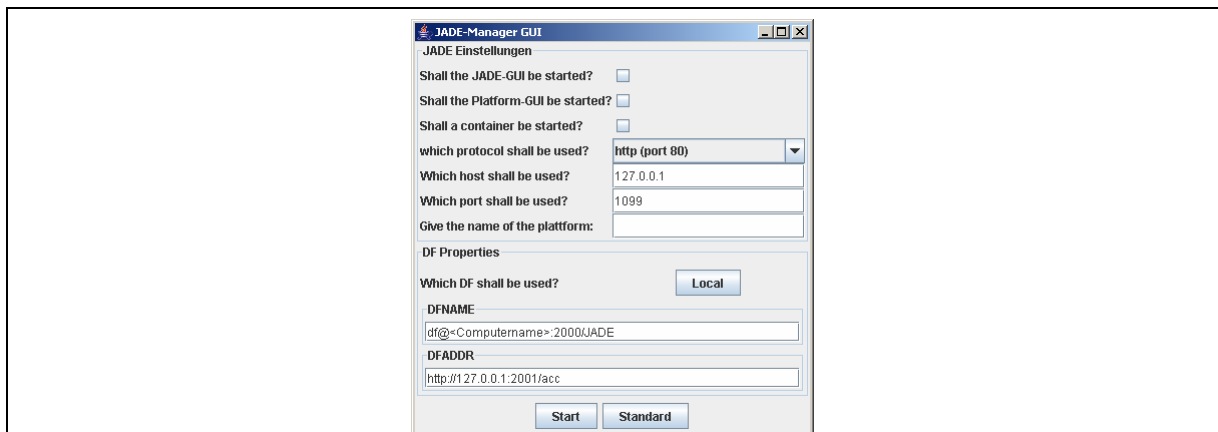 JADE-Manager GUI
JADE Einstellungen
Shall the JADE-GUI be started?
Shall the Platform-GUI be started?
Shall a container be started?
which protocol shall be used? http (port 80)
Which host shall be used? 127.0.0.1
Which port shall be used? 1099
Give the name of the plattform:
DF Properties
Which DF shall be used? Local
DFNAME
df@<Computername>:2000/JADE
DFADDR
http://127.0.0.1:2001/acc
Start Standard